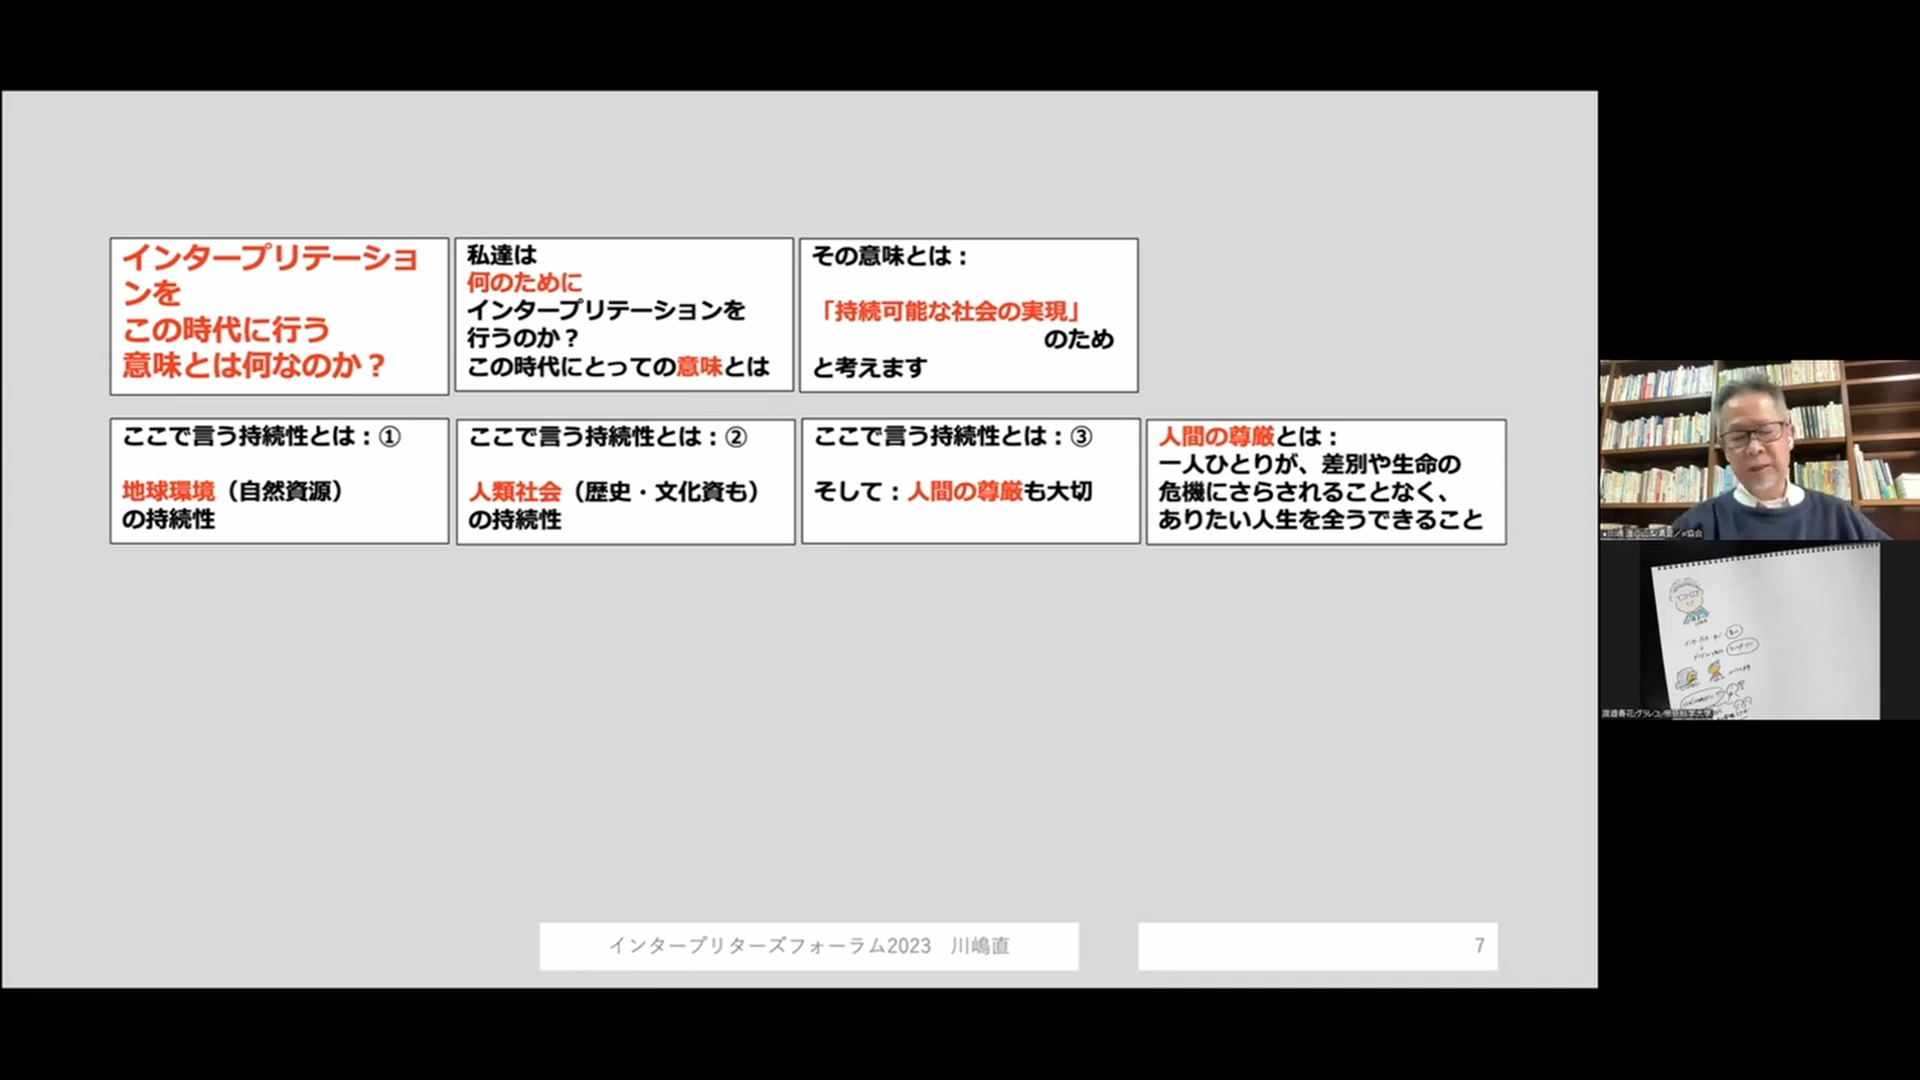 インタープリテーショ
ンを
この時代に行う
意味とは何なのか？
私達は
何のために
インタープリテーションを
行うのか？
この時代にとっての意味とは
その意味とは：
「持続可能な社会の実現」
のため
と考えます
ここで言う持続性とは：①
地球環境（自然資源）
の持続性
ここで言う持続性とは：②
人類社会（歴史・文化資も）
の持続性
ここで言う持続性とは：③
そして：人間の尊厳も大切
人間の尊厳とは：
一人ひとりが、差別や生命の
危機にさらされることなく、
ありたい人生を全うできること
インタープリターズフォーラム2023　川嶋直
7